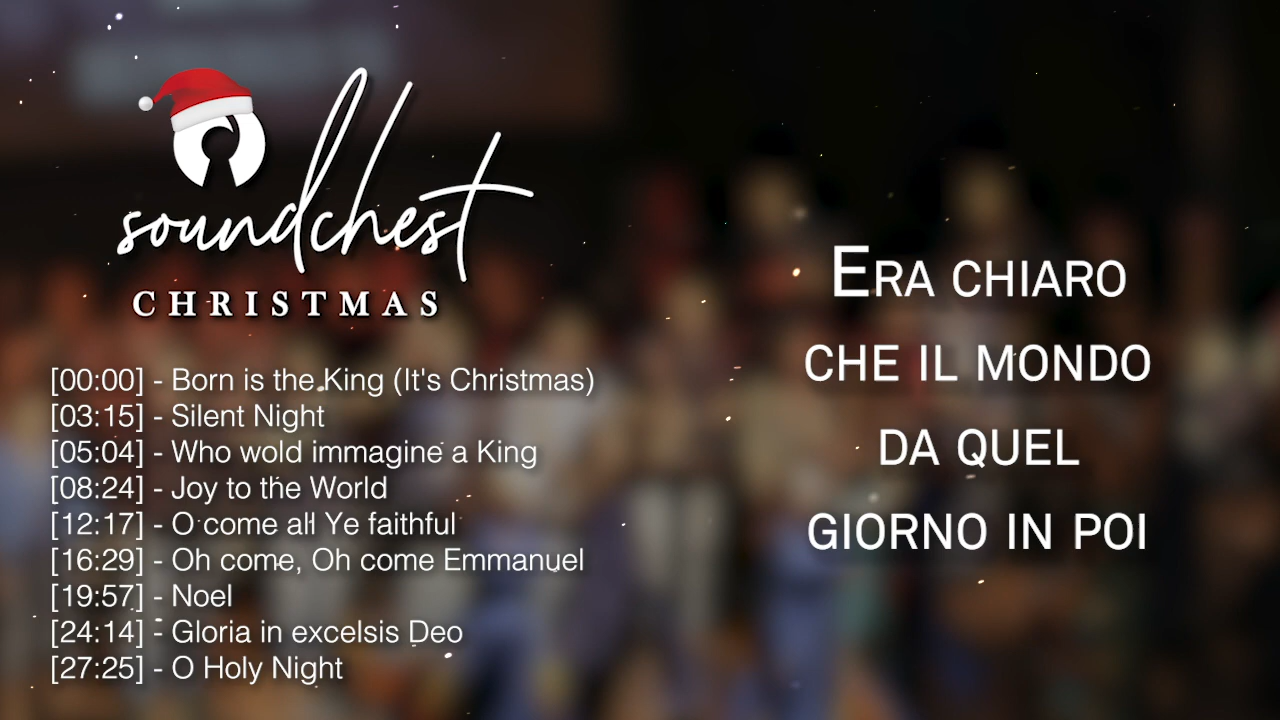 soundchest
CHRISTMAS
[00:00] - Born is the King (It's Christmas)
[03:15] - Silent Night
[05:04] - Who wold immagine a King
[08:24] - Joy to the World
[12:17] - O come all Ye faithful
[16:29] - Oh come, Oh come Emmanuel
[19:57] - Noel
[24:14] - Gloria in excelsis Deo
[27:25] - O Holy Night
ERA CHIARO
CHE IL MONDO
DA QUEL
GIORNO IN POI